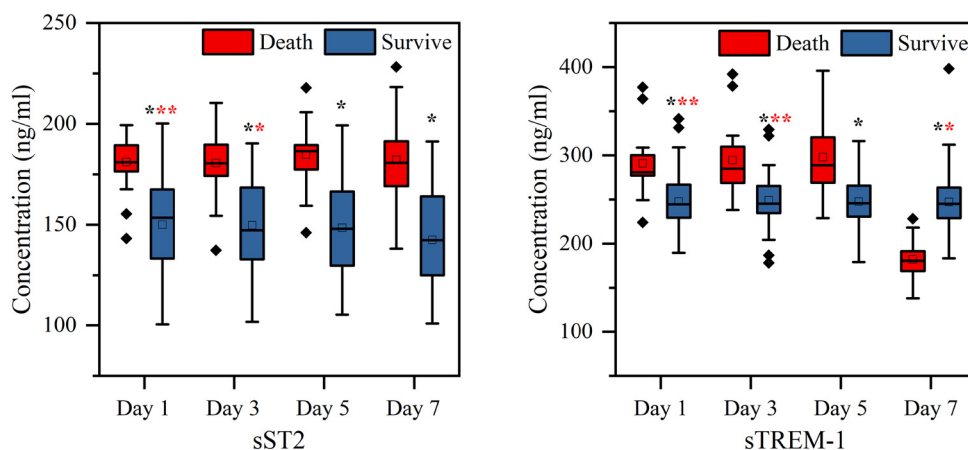 Death Survive
Concentration (ng/ml)
250
200
150
100
*** ** * *
Day 1 Day 3 Day 5 Day 7
sST2
Death Survive
Concentration (ng/ml)
400
300
200
100
*** *** * **
Day 1 Day 3 Day 5 Day 7
sTREM-1